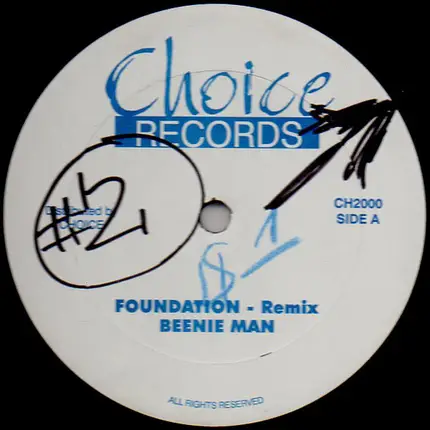 Choice
RECORDS
CH2000
SIDE A
Distributed by
CHOICE
#2
FOUNDATION - Remix
BEENIE MAN
ALL RIGHTS RESERVED